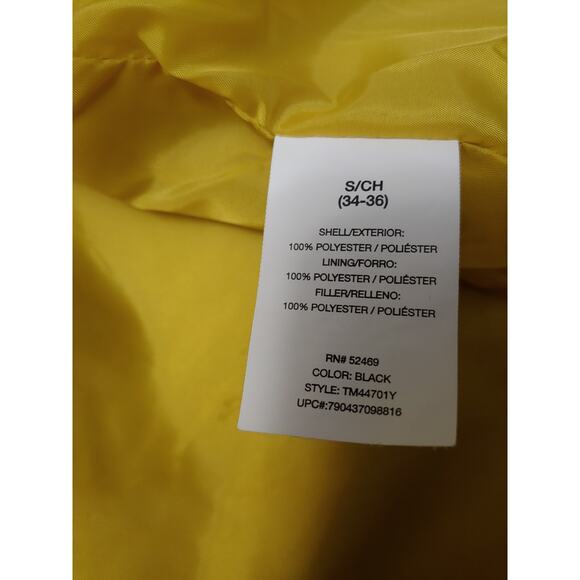 S/CH
(34-36)
SHELL/EXTERIOR:
100% POLYESTER / POLIÉSTER
LINING/FORRO:
100% POLYESTER / POLIÉSTER
FILLER/RELLENO:
100% POLYESTER / POLIÉSTER
RN# 52469
COLOR: BLACK
STYLE: TM44701Y
UPC#:790437098816